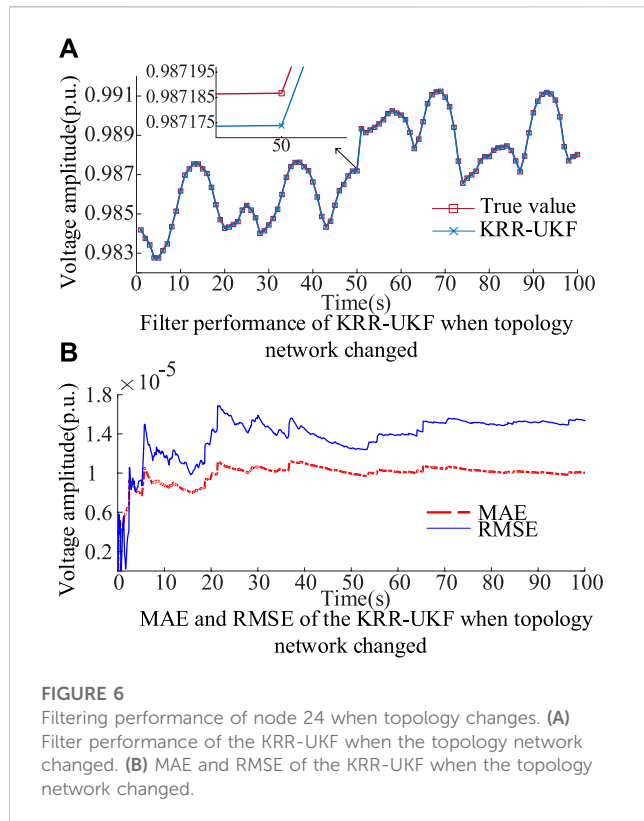 A
0.987195
0.987185
0.987175
50
Voltage amplitude(p.u.)
0.991
0.989
0.987
0.985
0.983
True value
KRR-UKF
0 10 20 30 40 50 60 70 80 90 100
Time(s)
Filter performance of KRR-UKF when topology
network changed
B
× 10^-5
Voltage amplitude(p.u.)
1.8
1.4
1
0.6
0.2
MAE
RMSE
0 10 20 30 40 50 60 70 80 90 100
Time(s)
MAE and RMSE of the KRR-UKF when topology
network changed
FIGURE 6
Filtering performance of node 24 when topology changes. (A)
Filter performance of the KRR-UKF when the topology network
changed. (B) MAE and RMSE of the KRR-UKF when the topology
network changed.